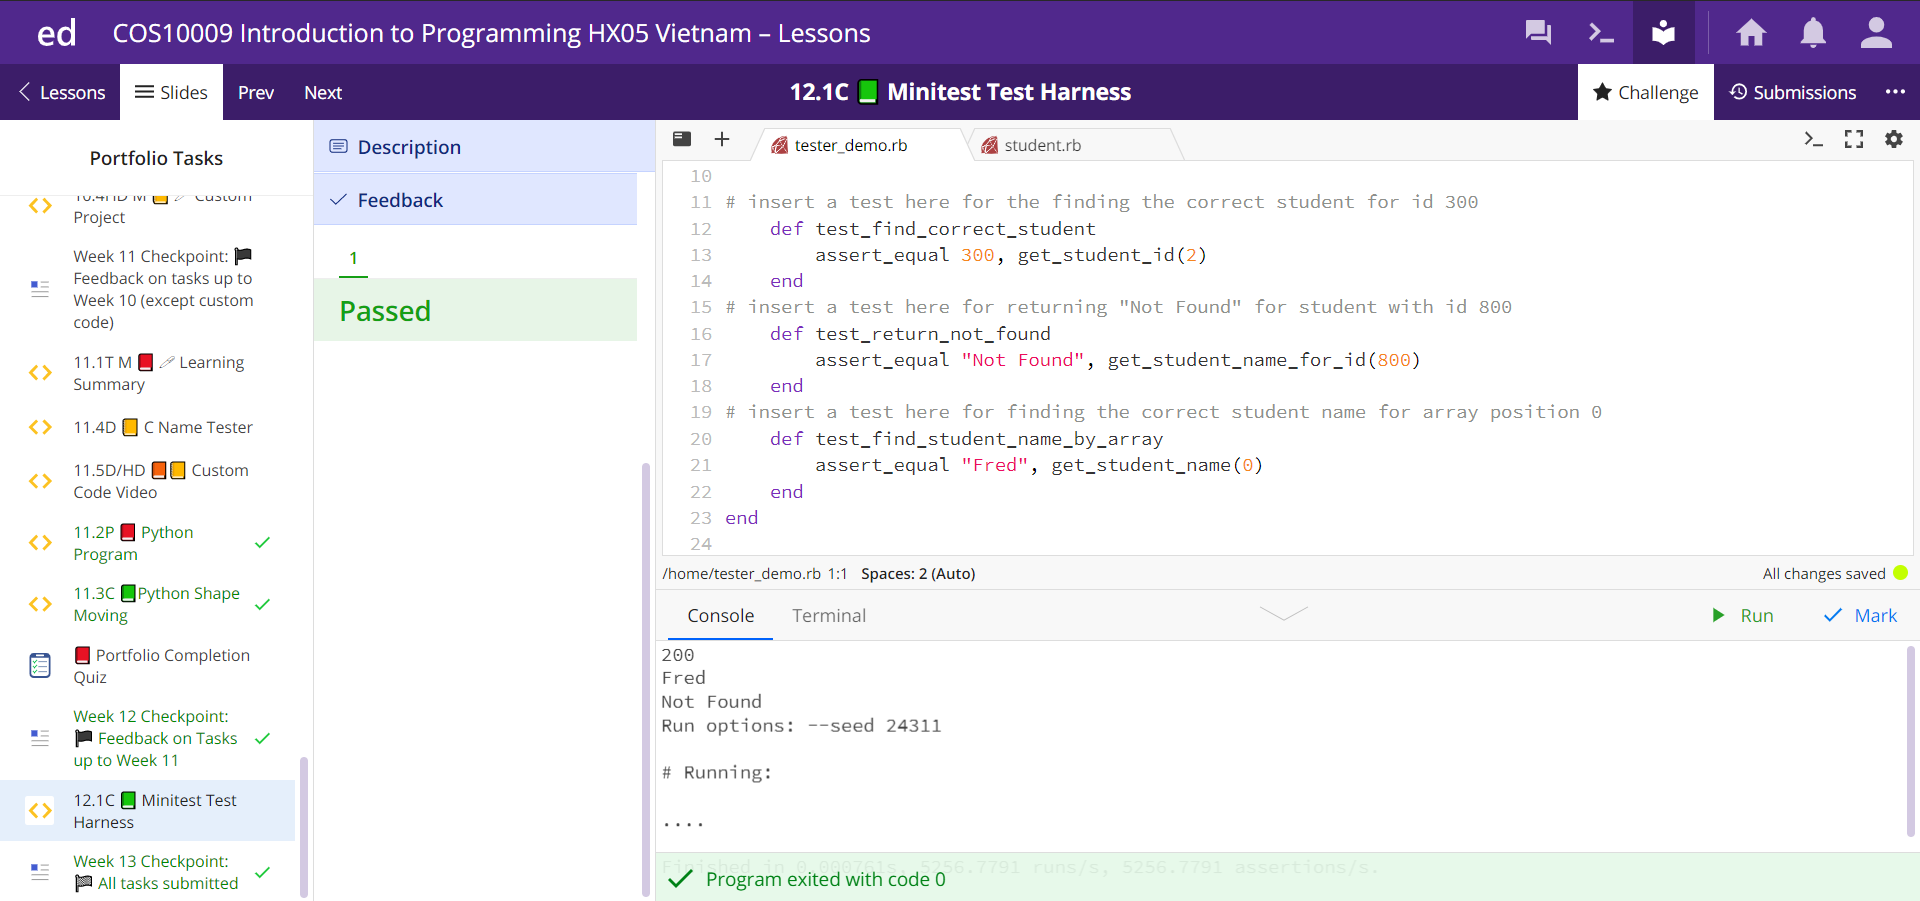 ed
COS10009 Introduction to Programming HX05 Vietnam – Lessons
Lessons
Slides
Prev
Next
12.1C Minitest Test Harness
Challenge
Submissions
Portfolio Tasks
10.4HD M Custom
Project
Week 11 Checkpoint:
Feedback on tasks up to
Week 10 (except custom
code)
11.1T M Learning
Summary
11.4D C Name Tester
11.5D/HD Custom
Code Video
11.2P Python
Program
11.3C Python Shape
Moving
Portfolio Completion
Quiz
Week 12 Checkpoint:
Feedback on Tasks
up to Week 11
12.1C Minitest Test
Harness
Week 13 Checkpoint:
All tasks submitted
Description
Feedback
1
Passed
tester_demo.rb
student.rb
10
11 # insert a test here for the finding the correct student for id 300
12 def test_find_correct_student
13 assert_equal 300, get_student_id(2)
14 end
15 # insert a test here for returning "Not Found" for student with id 800
16 def test_return_not_found
17 assert_equal "Not Found", get_student_name_for_id(800)
18 end
19 # insert a test here for finding the correct student name for array position 0
20 def test_find_student_name_by_array
21 assert_equal "Fred", get_student_name(0)
22 end
23 end
24
/home/tester_demo.rb 1:1 Spaces: 2 (Auto)
All changes saved
Console
Terminal
Run
Mark
200
Fred
Not Found
Run options: --seed 24311
# Running:
....
Finished in 0.000761s, 5256.7791 runs/s, 5256.7791 assertions/s.
Program exited with code 0